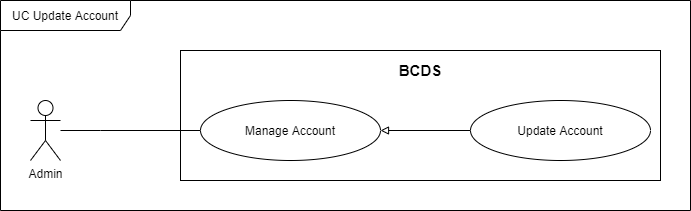 UC Update Account
BCDS
Manage Account
Update Account
Admin